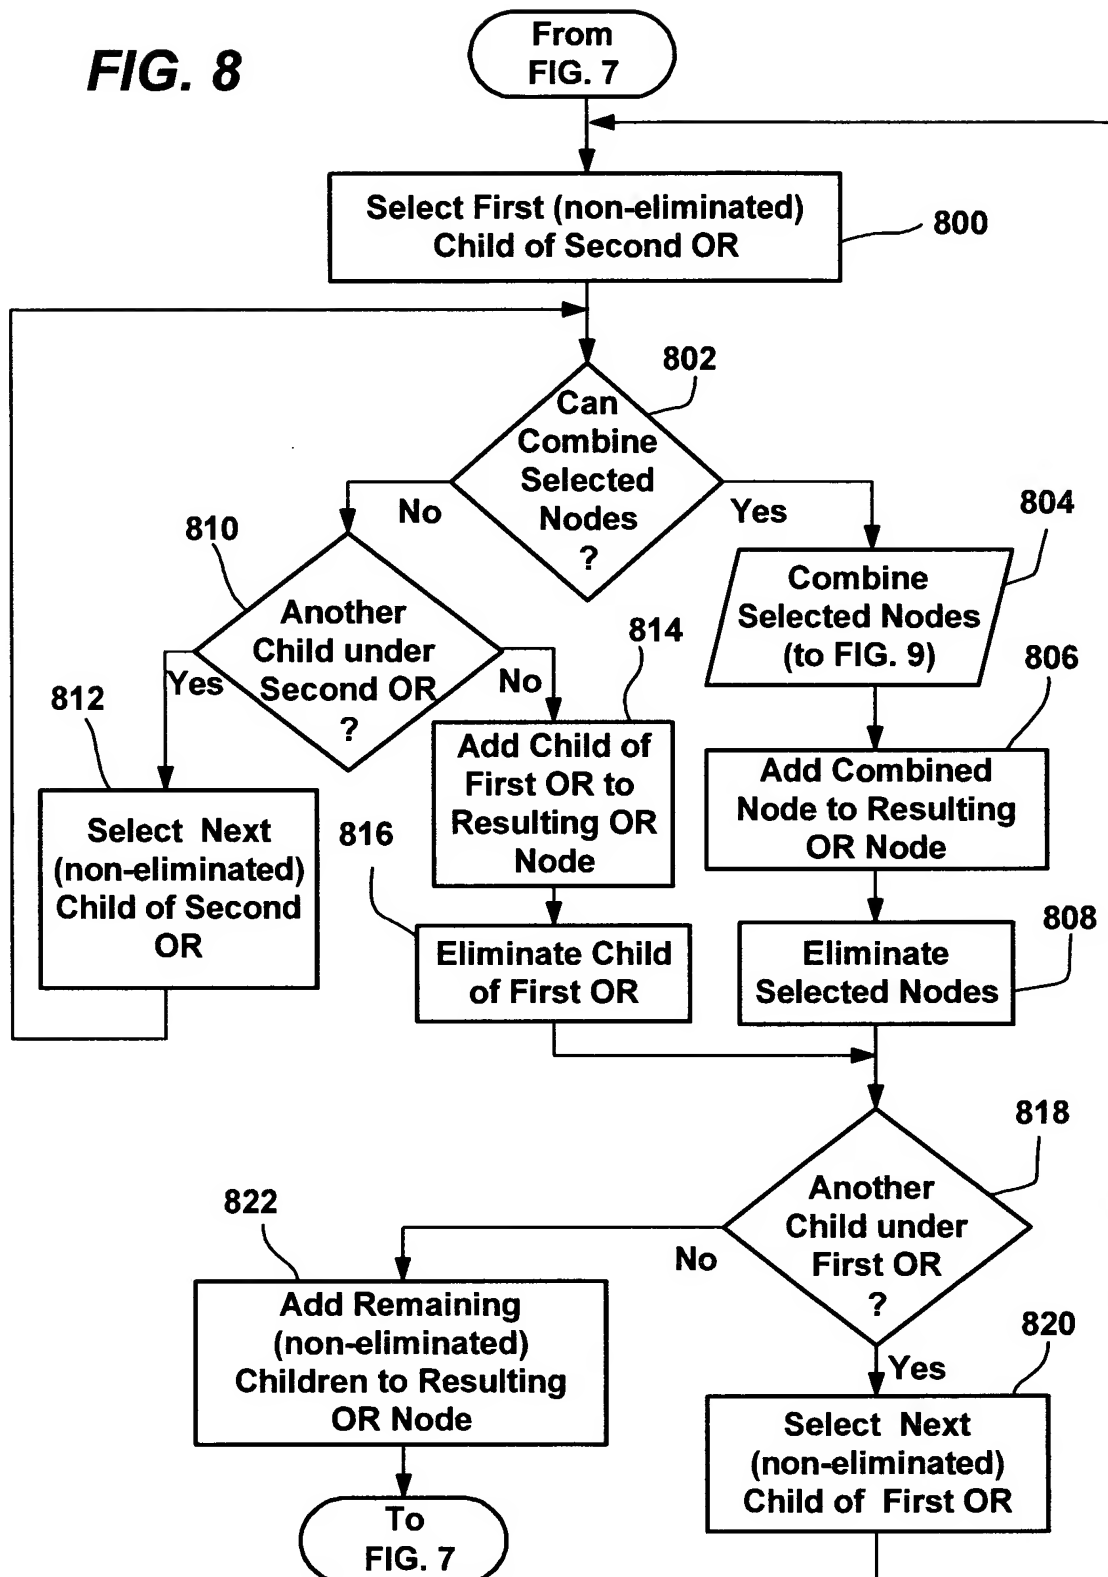 FIG. 8
From
FIG. 7
Select First (non-eliminated)
Child of Second OR
800
802
Can
Combine
Selected
Nodes
?
No
Yes
810
Another
Child under
Second OR
?
Yes
No
804
Combine
Selected Nodes
(to FIG. 9)
812
Select Next
(non-eliminated)
Child of Second
OR
814
Add Child of
First OR to
Resulting OR
Node
806
Add Combined
Node to Resulting
OR Node
816
Eliminate Child
of First OR
808
Eliminate
Selected Nodes
818
Another
Child under
First OR
?
No
Yes
822
Add Remaining
(non-eliminated)
Children to Resulting
OR Node
820
Select Next
(non-eliminated)
Child of First OR
To
FIG. 7